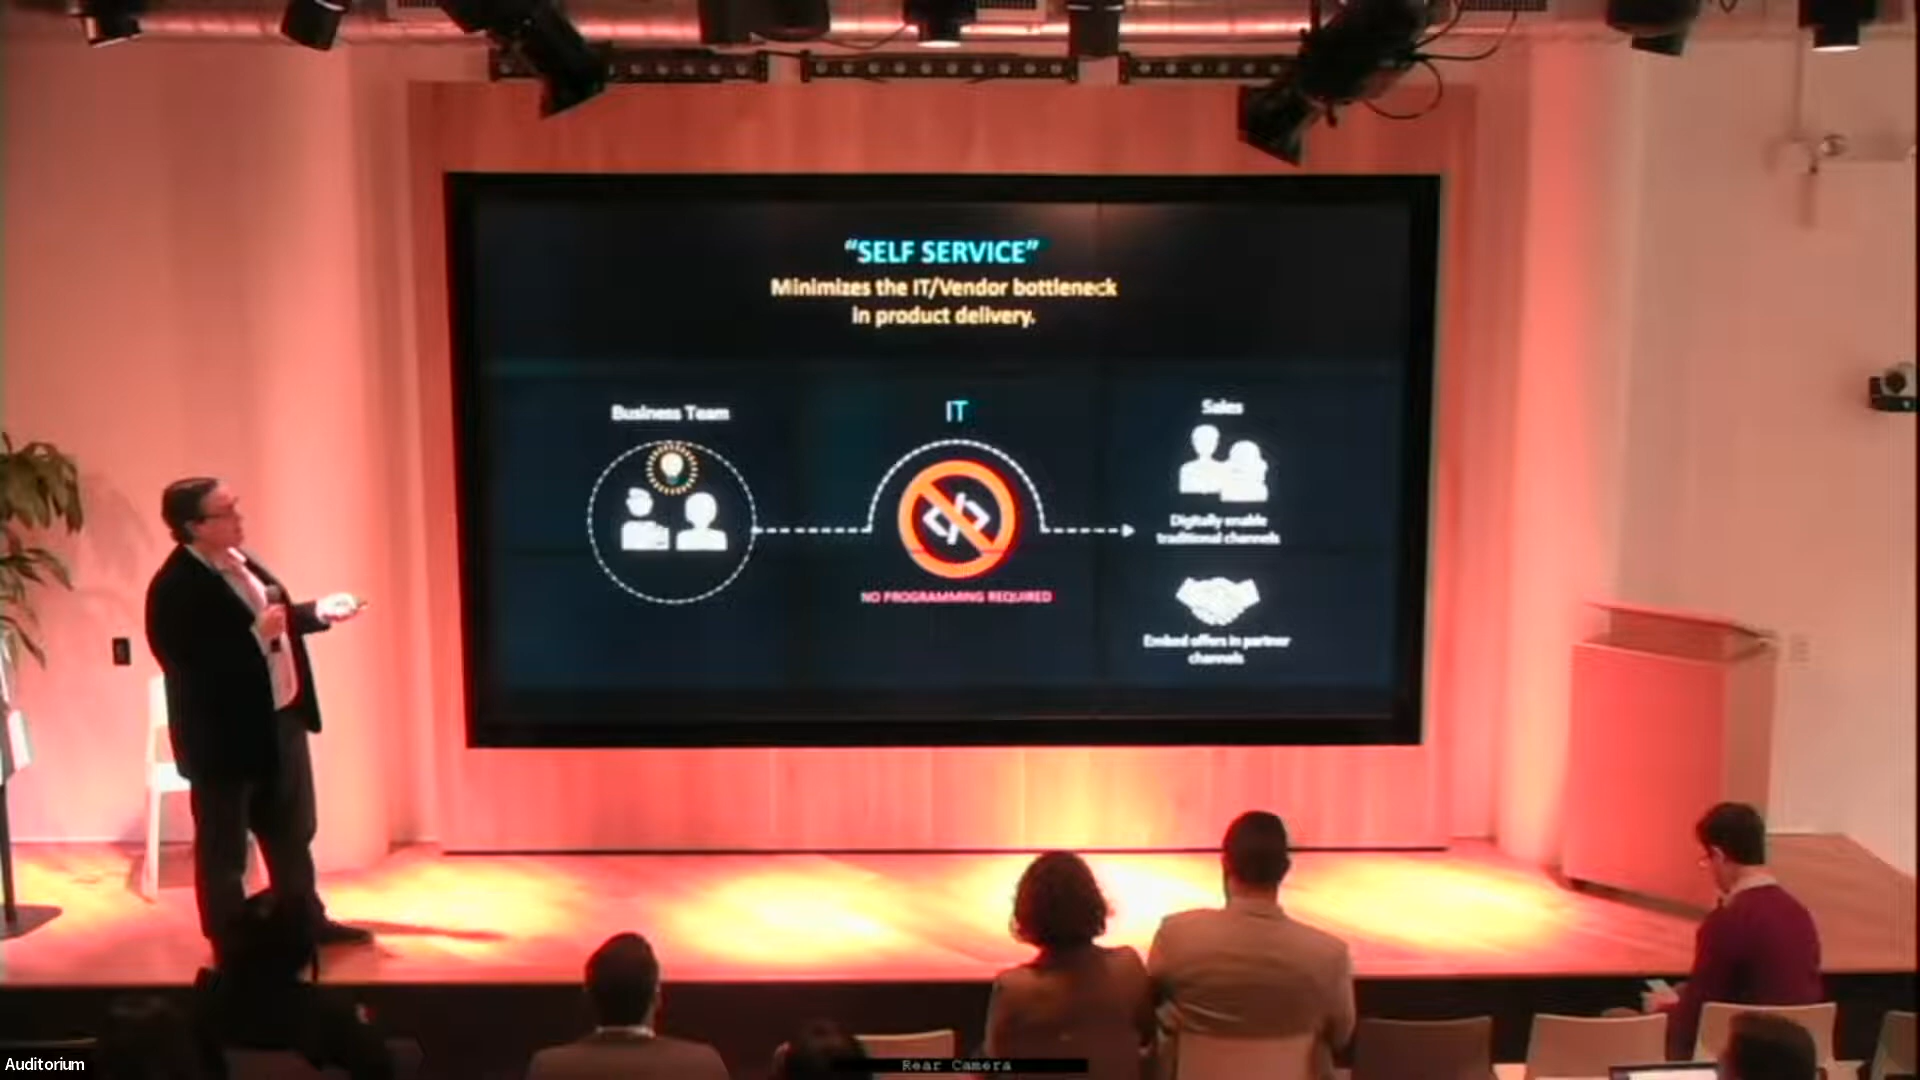 “SELF SERVICE”
Minimizes the IT/Vendor bottleneck
in product delivery.
Business Team
IT
Sales
</>
NO PROGRAMMING REQUIRED
Digitally enable
traditional channels
Embed offers in partner
channels
Auditorium
Rear Camera